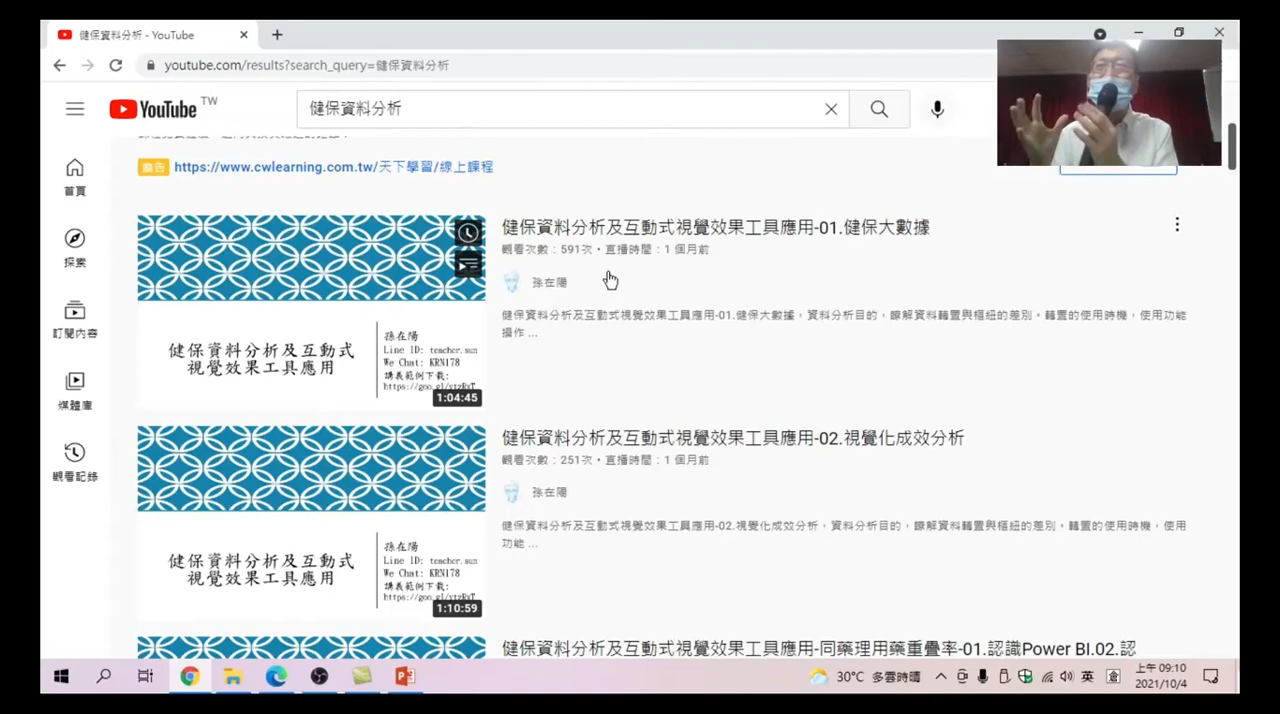 健保資料分析 - YouTube
youtube.com/results?search_query=健保資料分析
YouTube TW
健保資料分析
首頁
探索
訂閱內容
媒體庫
觀看記錄
廣告 https://www.cwlearning.com.tw/天下學習/線上課程
健保資料分析及互動式視覺效果工具應用-01.健保大數據
觀看次數：591次 • 直播時間：1 個月前
孫在陽
健保資料分析及互動式視覺效果工具應用-01.健保大數據，資料分析目的，瞭解資料轉置與樞紐的差別。轉置的使用時機，使用功能
操作 ...
健保資料分析及互動式
視覺效果工具應用
孫在陽
Line ID: teacher.sun
We Chat: KRN178
講義範例下載:
1:04:45
健保資料分析及互動式視覺效果工具應用-02.視覺化成效分析
觀看次數：251次 • 直播時間：1 個月前
孫在陽
健保資料分析及互動式視覺效果工具應用-02.視覺化成效分析，資料分析目的，瞭解資料轉置與樞紐的差別。轉置的使用時機，使用
功能 ...
健保資料分析及互動式
視覺效果工具應用
孫在陽
Line ID: teacher.sun
We Chat: KRN178
講義範例下載:
1:10:59
健保資料分析及互動式視覺效果工具應用-同藥理用藥重疊率-01.認識Power BI.02.認
30°C 多雲時晴
英
上午 09:10
2021/10/4